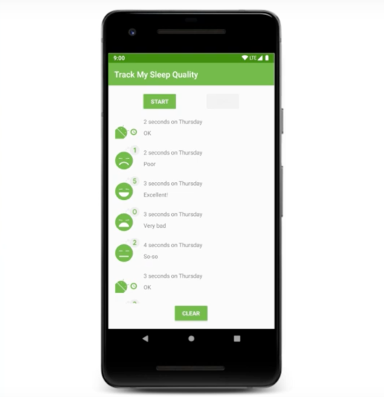 9:00
LTE
Track My Sleep Quality
START
2 seconds on Thursday
OK
1
2 seconds on Thursday
Poor
5
3 seconds on Thursday
Excellent!
0
3 seconds on Thursday
Very bad
2
4 seconds on Thursday
So-so
3 seconds on Thursday
OK
CLEAR